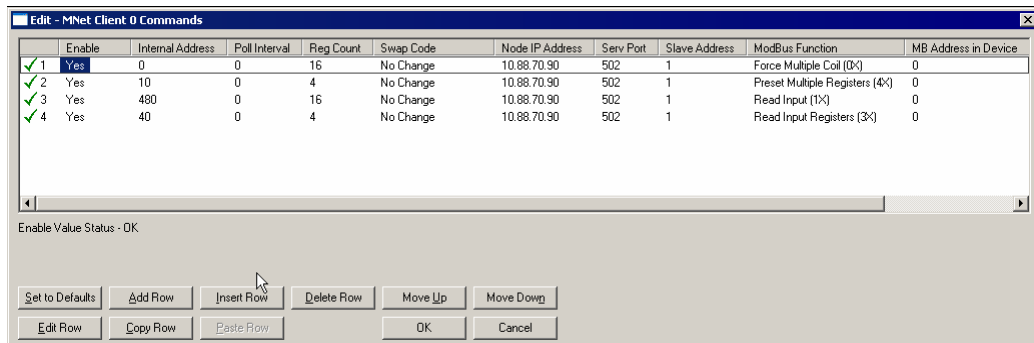 Edit - MNet Client 0 Commands
Enable Internal Address Poll Interval Reg Count Swap Code Node IP Address Serv Port Slave Address ModBus Function MB Address in Device
1 Yes 0 0 16 No Change 10.88.70.90 502 1 Force Multiple Coil (0X) 0
2 Yes 10 0 4 No Change 10.88.70.90 502 1 Preset Multiple Registers (4X) 0
3 Yes 480 0 16 No Change 10.88.70.90 502 1 Read Input (1X) 0
4 Yes 40 0 4 No Change 10.88.70.90 502 1 Read Input Registers (3X) 0
Enable Value Status - OK
Set to Defaults Add Row Insert Row Delete Row Move Up Move Down
Edit Row Copy Row Paste Row OK Cancel